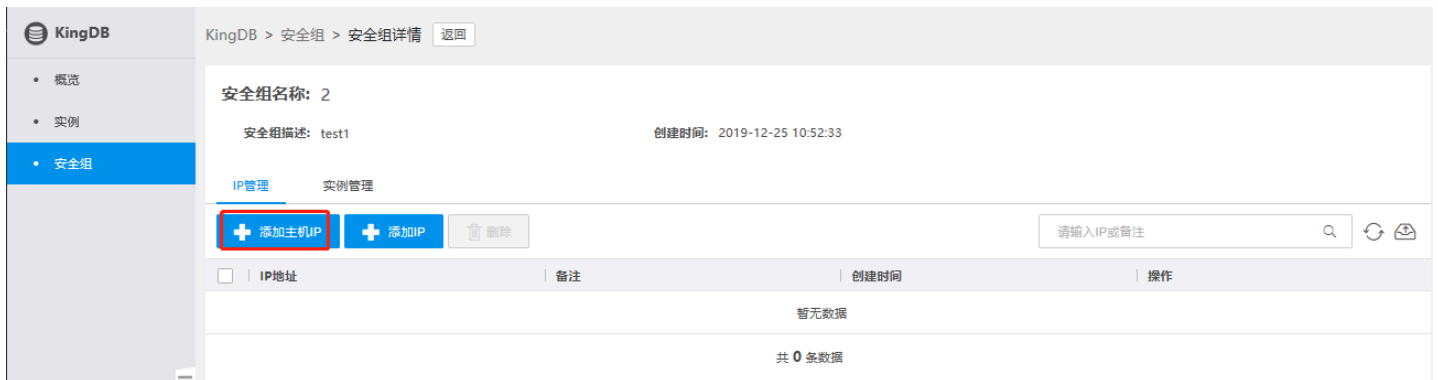 KingDB
KingDB > 安全组 > 安全组详情 返回
概览
实例
安全组
安全组名称: 2
安全组描述: test1 创建时间: 2019-12-25 10:52:33
IP管理 实例管理
添加主机IP 添加IP 删除 请输入IP或备注
IP地址 备注 创建时间 操作
暂无数据
共 0 条数据